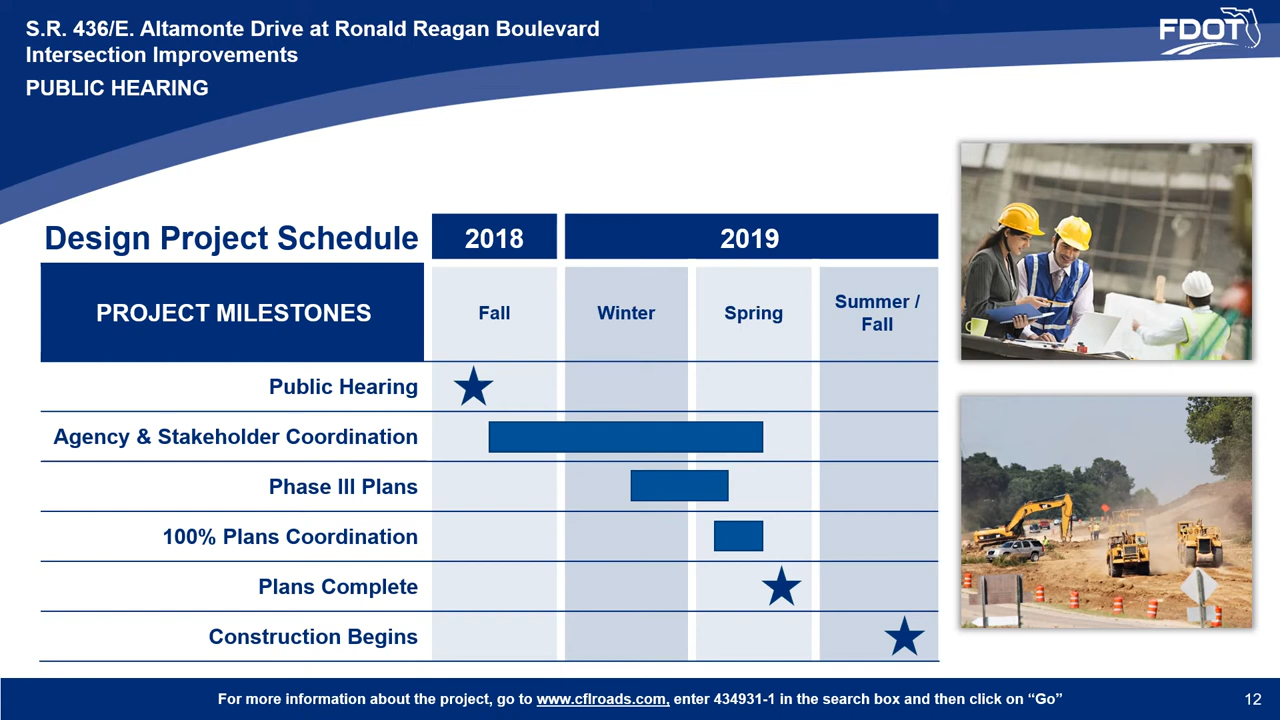 S.R. 436/E. Altamonte Drive at Ronald Reagan Boulevard
Intersection Improvements
PUBLIC HEARING
FDOT
Design Project Schedule
2018
2019
PROJECT MILESTONES
Fall
Winter
Spring
Summer /
Fall
Public Hearing
Agency & Stakeholder Coordination
Phase III Plans
100% Plans Coordination
Plans Complete
Construction Begins
For more information about the project, go to www.cflroads.com, enter 434931-1 in the search box and then click on “Go”
12